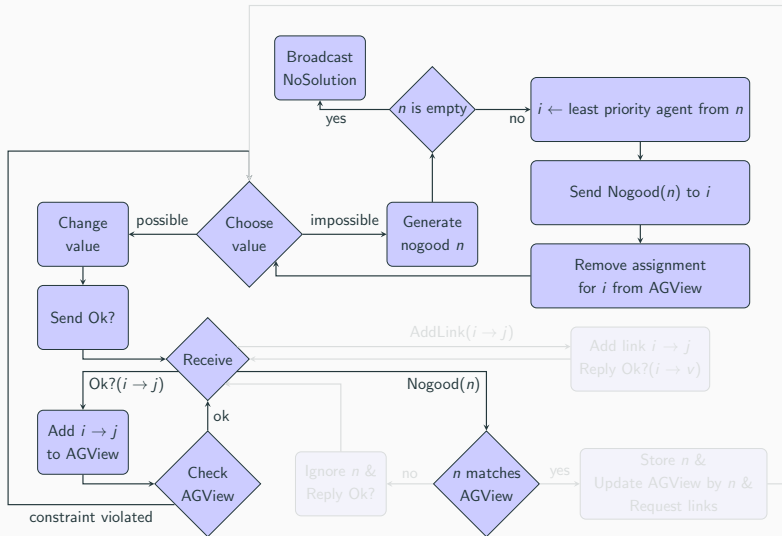 Broadcast
NoSolution
n is empty
yes
no
i ← least priority agent from n
Send Nogood(n) to i
Remove assignment
for i from AGView
Change
value
possible
Choose
value
impossible
Generate
nogood n
Send Ok?
Receive
AddLink(i → j)
Add link i → j
Reply Ok?(i → v)
Ok?(i → j)
Nogood(n)
ok
Add i → j
to AGView
Check
AGView
constraint violated
Ignore n &
Reply Ok?
no
n matches
AGView
yes
Store n &
Update AGView by n &
Request links